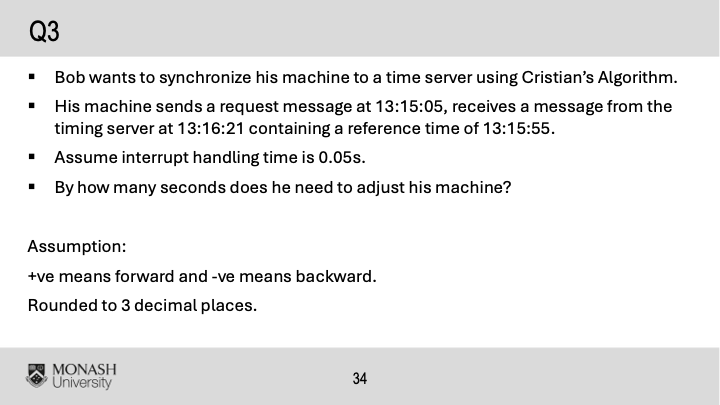 Q3
▪ Bob wants to synchronize his machine to a time server using Cristian’s Algorithm.
▪ His machine sends a request message at 13:15:05, receives a message from the
timing server at 13:16:21 containing a reference time of 13:15:55.
▪ Assume interrupt handling time is 0.05s.
▪ By how many seconds does he need to adjust his machine?
Assumption:
+ve means forward and -ve means backward.
Rounded to 3 decimal places.
MONASH
University
34